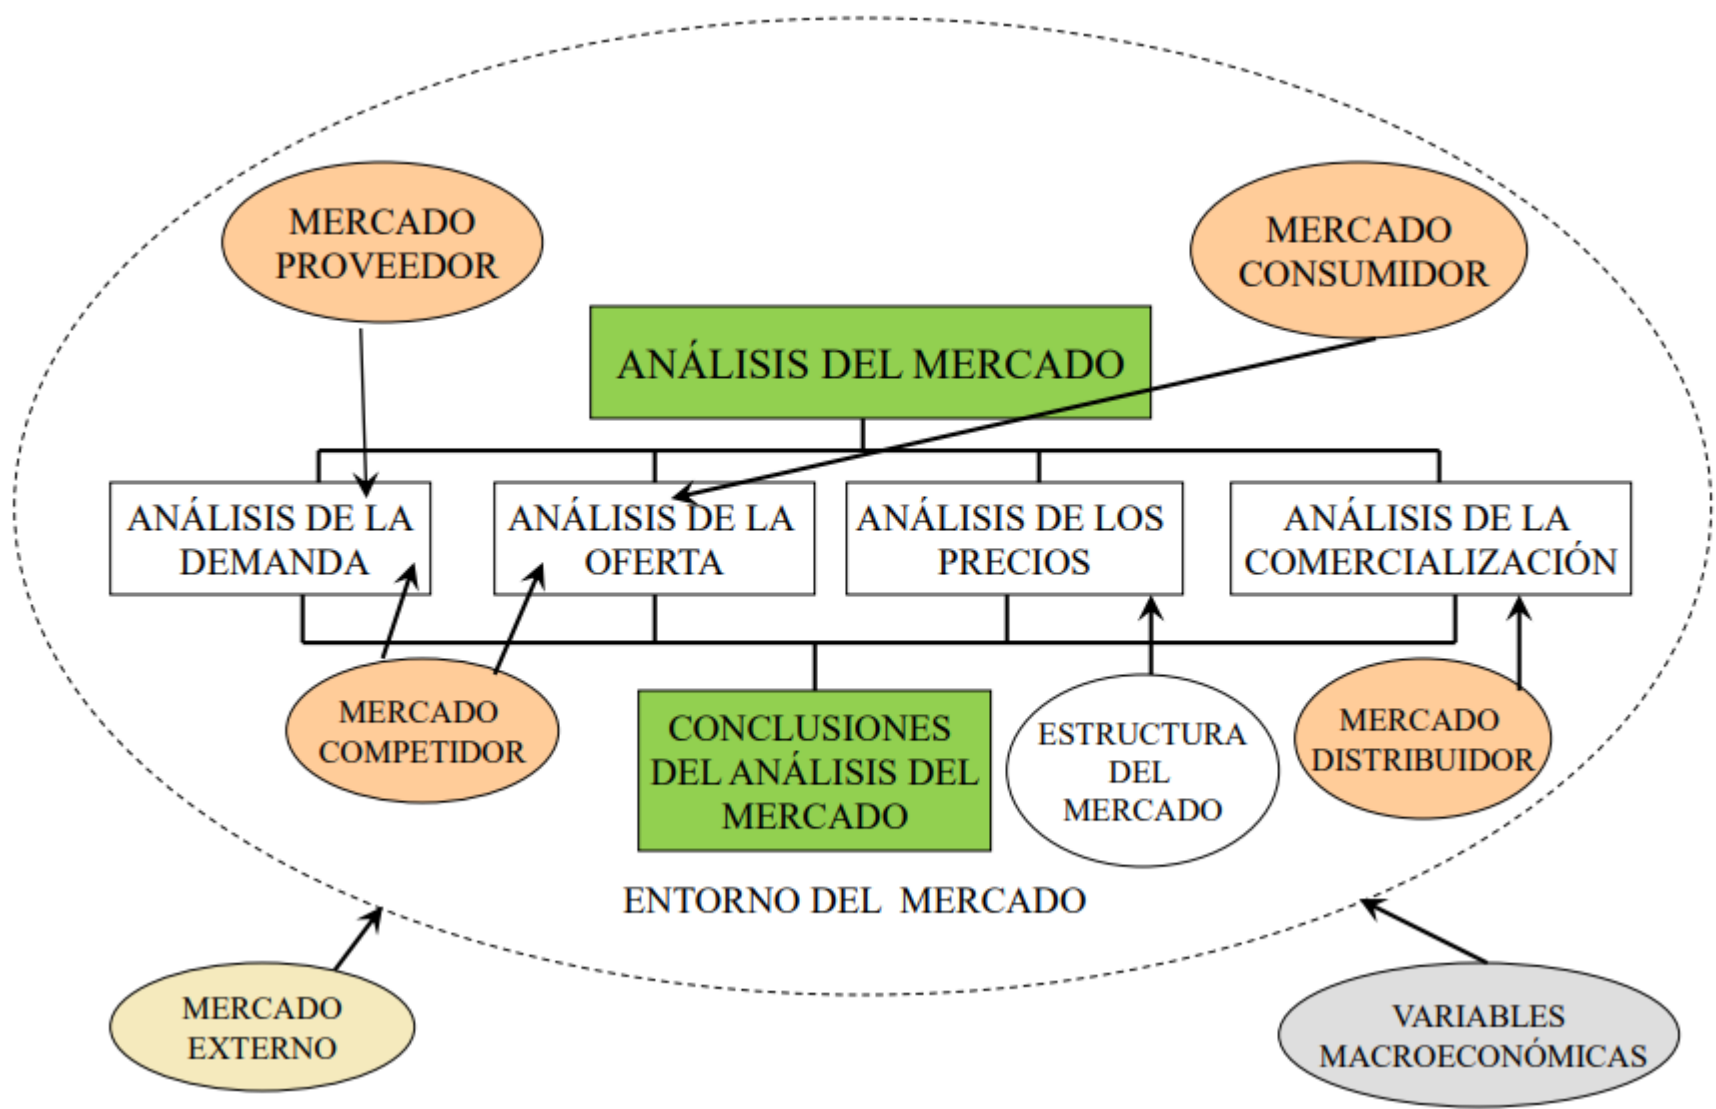 MERCADO
PROVEEDOR
MERCADO
CONSUMIDOR
ANÁLISIS DEL MERCADO
ANÁLISIS DE LA
DEMANDA
ANÁLISIS DE LA
OFERTA
ANÁLISIS DE LOS
PRECIOS
ANÁLISIS DE LA
COMERCIALIZACIÓN
MERCADO
COMPETIDOR
CONCLUSIONES
DEL ANÁLISIS DEL
MERCADO
ESTRUCTURA
DEL
MERCADO
MERCADO
DISTRIBUIDOR
ENTORNO DEL MERCADO
MERCADO
EXTERNO
VARIABLES
MACROECONÓMICAS